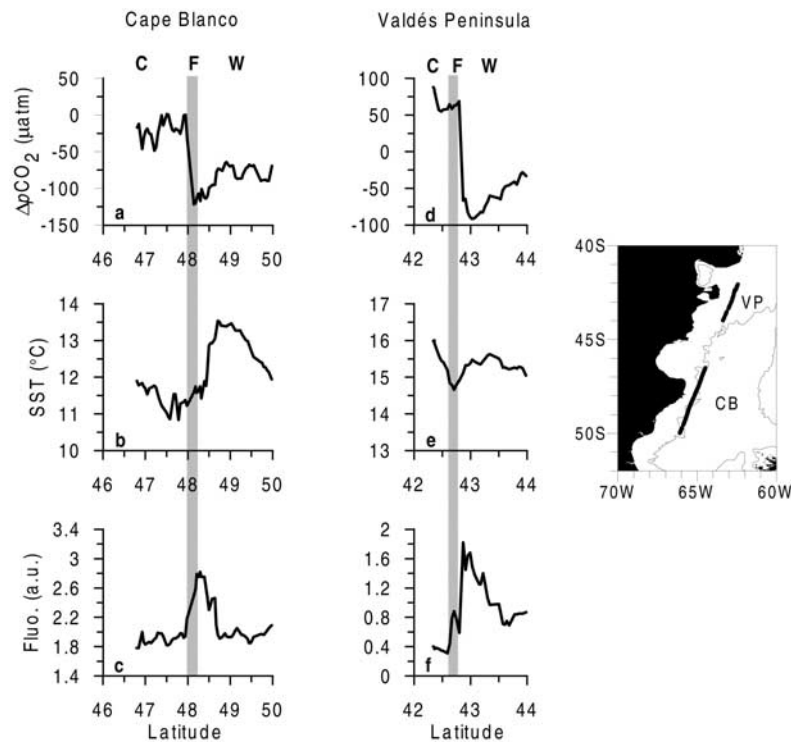 Cape Blanco
Valdés Peninsula
C F W
C F W
ΔpCO2 (µatm)
50
0
-50
-100
-150
a
46 47 48 49 50
100
50
0
-50
-100
d
42 43 44
SST (°C)
14
13
12
11
10
b
46 47 48 49 50
17
16
15
14
13
e
42 43 44
Fluo. (a.u.)
3.4
3
2.6
2.2
1.8
1.4
c
46 47 48 49 50
Latitude
2
1.6
1.2
0.8
0.4
0
f
42 43 44
Latitude
40S
45S
50S
VP
CB
70W 65W 60W